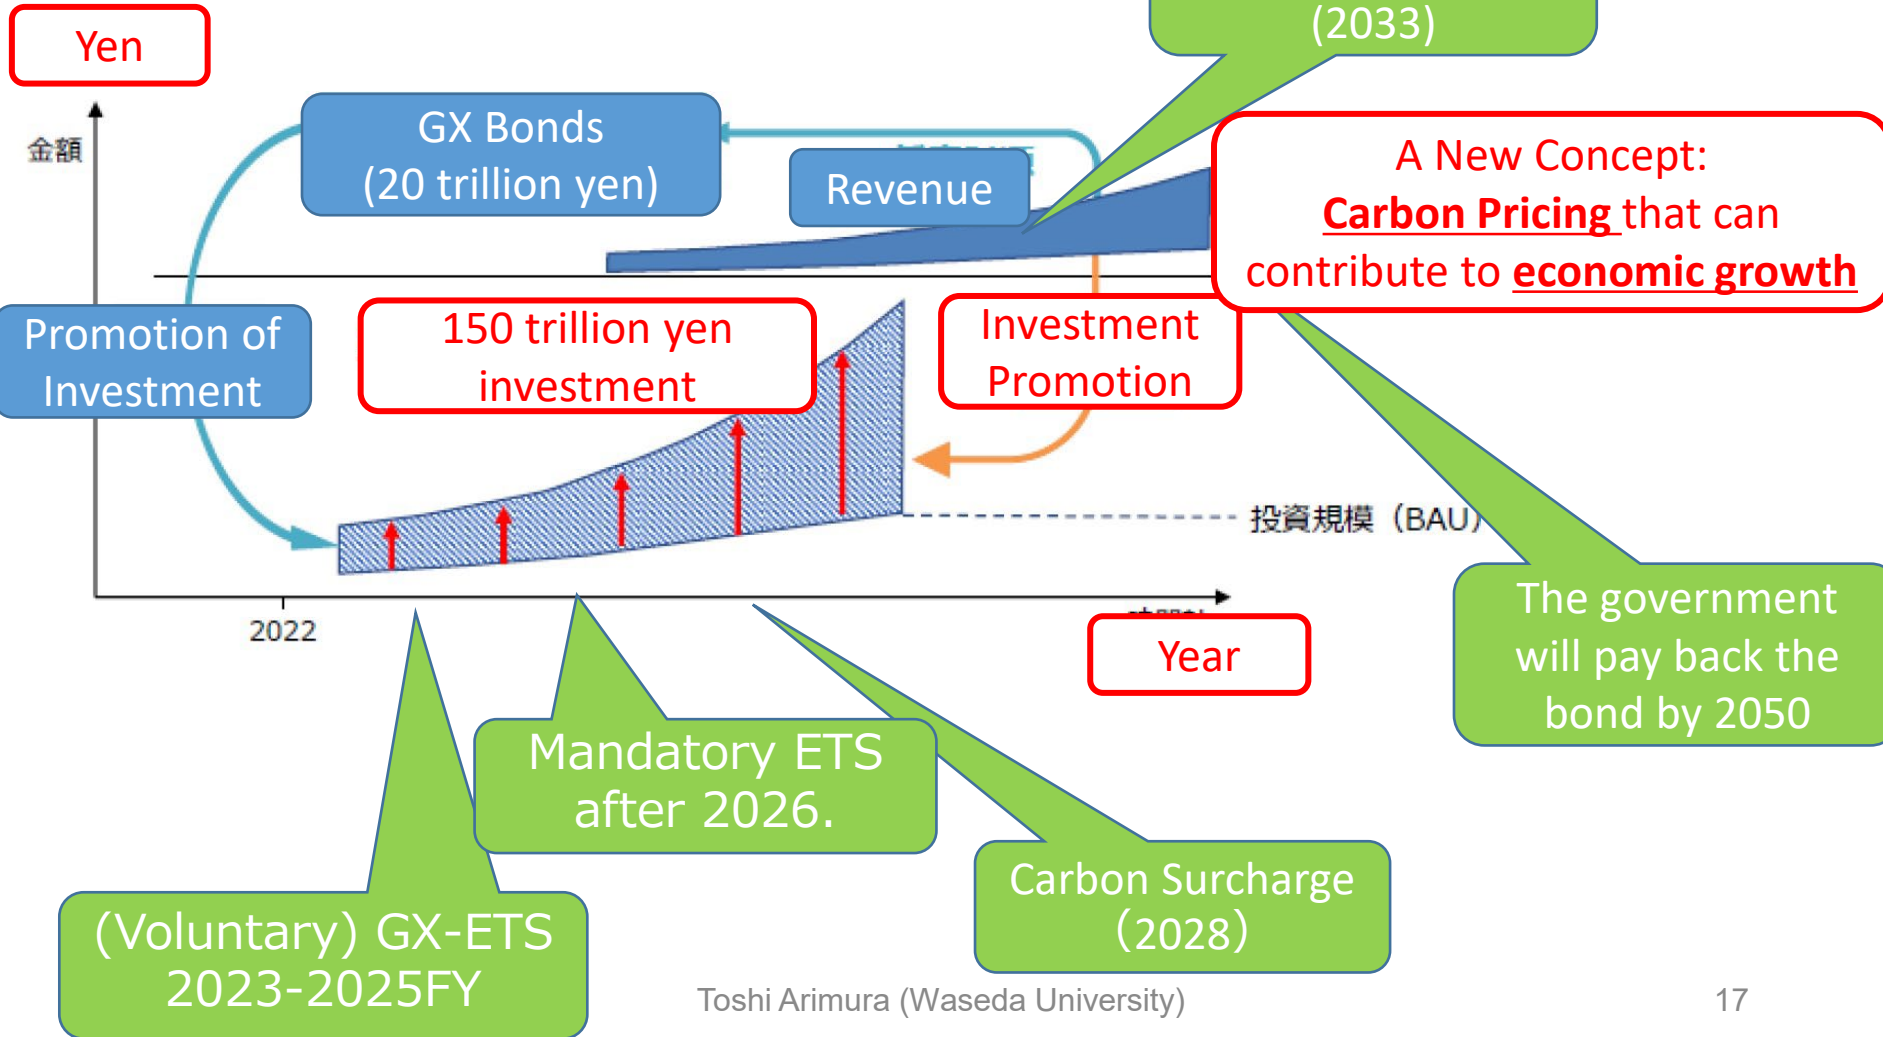 (2033)
Yen
金額
GX Bonds
(20 trillion yen)
Revenue
A New Concept:
Carbon Pricing that can
contribute to economic growth
Promotion of
Investment
150 trillion yen
investment
Investment
Promotion
投資規模（BAU）
2022
Year
The government
will pay back the
bond by 2050
Mandatory ETS
after 2026.
Carbon Surcharge
（2028）
(Voluntary) GX-ETS
2023-2025FY
Toshi Arimura (Waseda University)
17